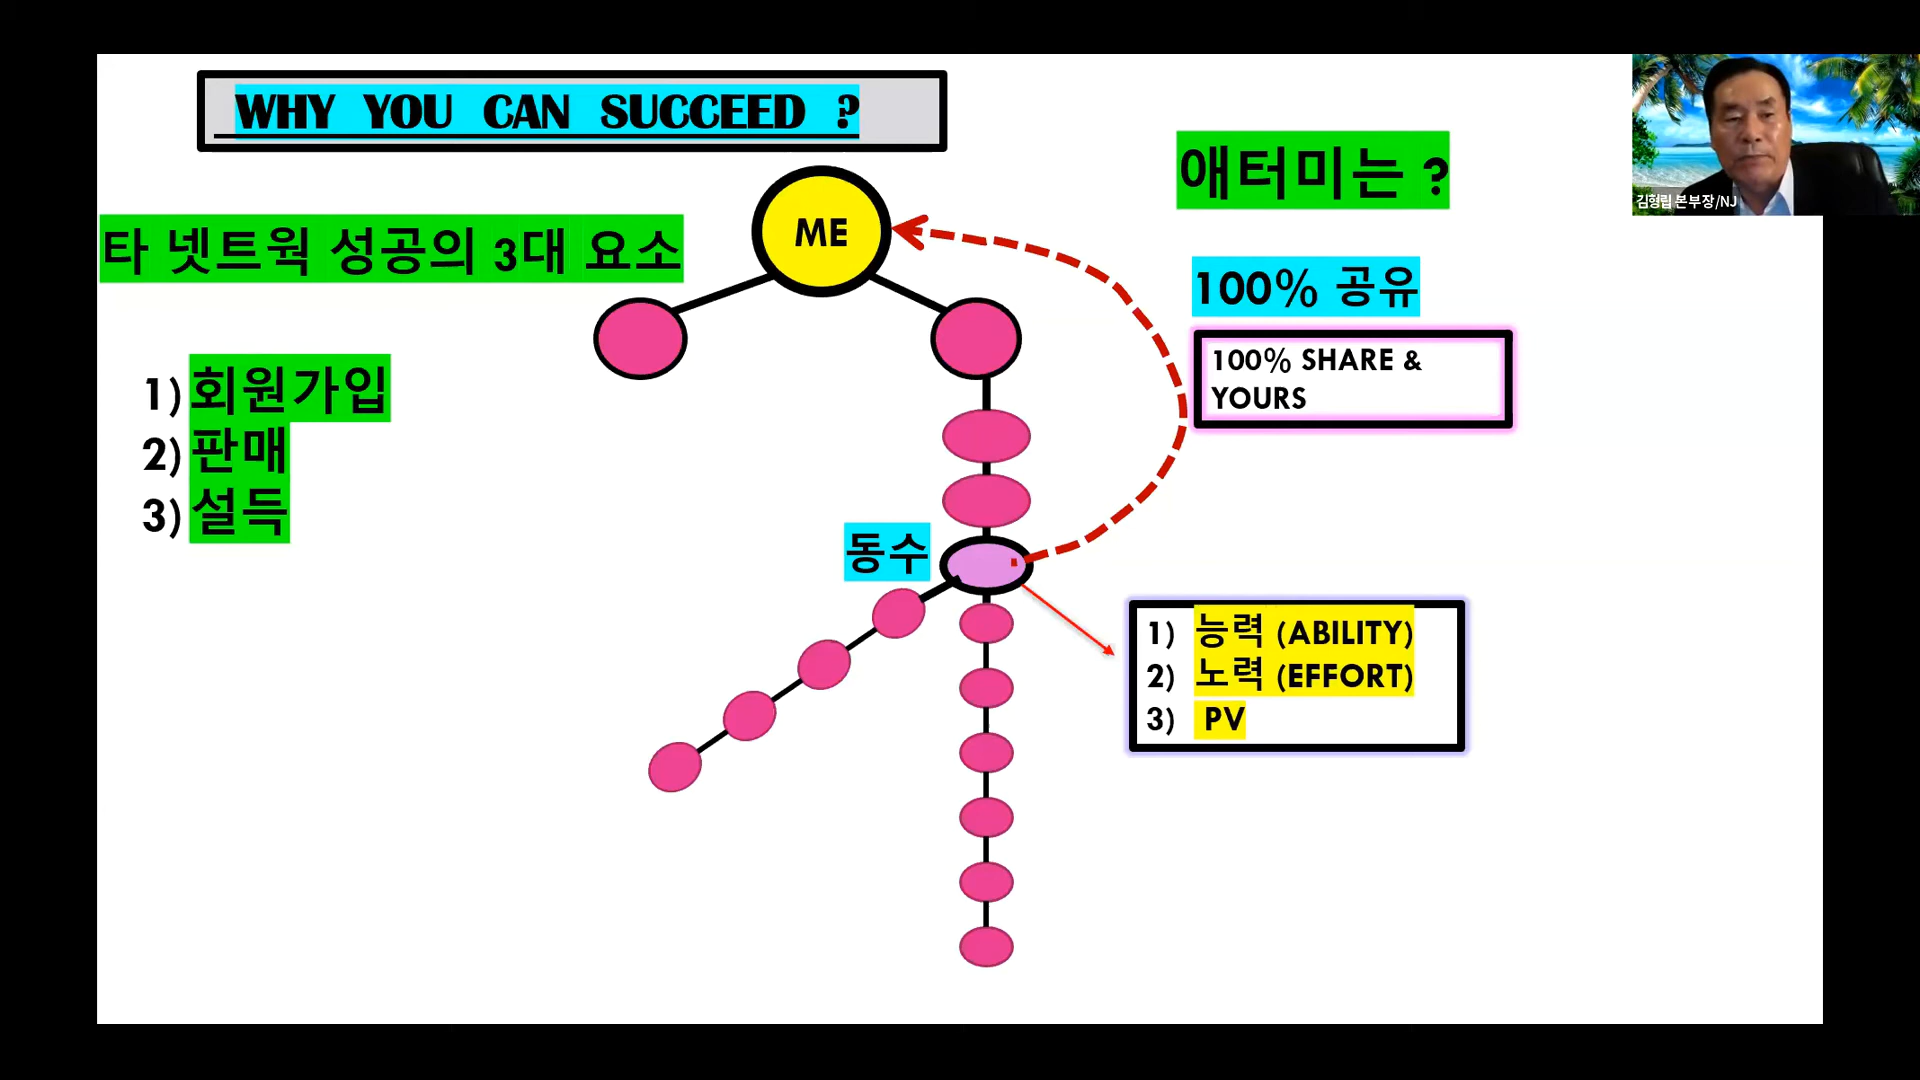 WHY YOU CAN SUCCEED ?
애터미는 ?
김형립 본부장/NJ
ME
타 넷트웍 성공의 3대 요소
100% 공유
100% SHARE &
YOURS
1) 회원가입
2) 판매
3) 설득
동수
1) 능력 (ABILITY)
2) 노력 (EFFORT)
3) PV